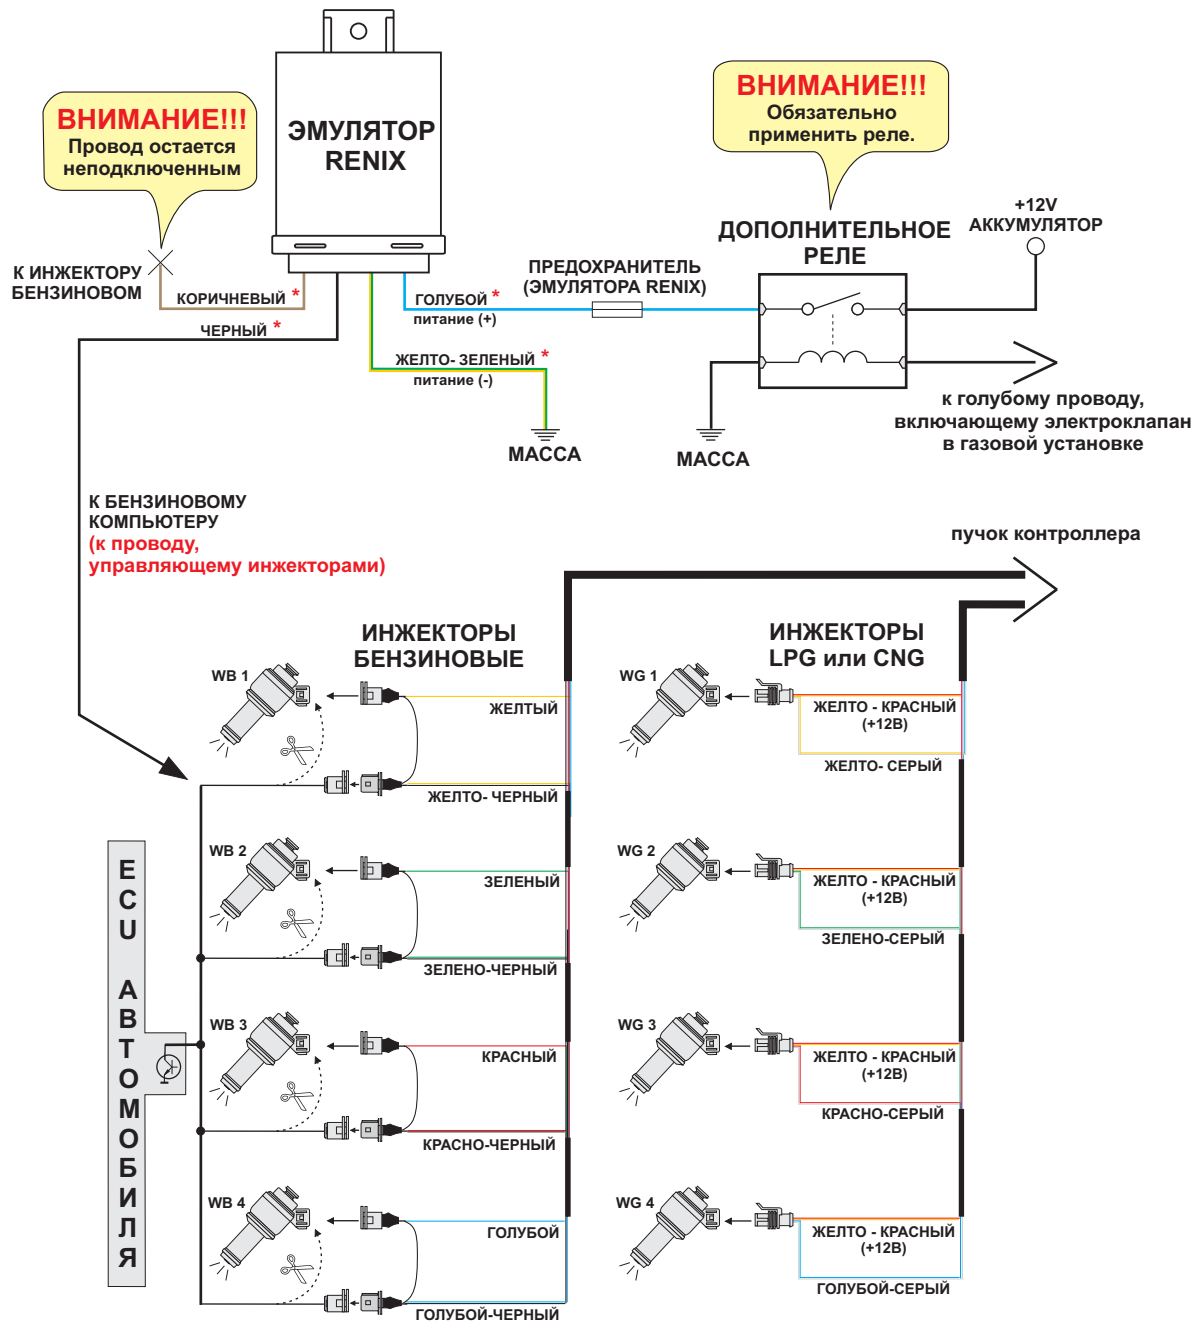 ВНИМАНИЕ!!!
Провод остается
неподключенным
ЭМУЛЯТОР
RENIX
ВНИМАНИЕ!!!
Обязательно
применить реле.
+12V
АККУМУЛЯТОР
ДОПОЛНИТЕЛЬНОЕ
РЕЛЕ
К ИНЖЕКТОРУ
БЕНЗИНОВОМ
ПРЕДОХРАНИТЕЛЬ
(ЭМУЛЯТОРА RENIX)
КОРИЧНЕВЫЙ *
ГОЛУБОЙ *
питание (+)
ЧЕРНЫЙ *
ЖЕЛТО- ЗЕЛЕНЫЙ *
питание (-)
МАССА
МАССА
к голубому проводу,
включающему электроклапан
в газовой установке
К БЕНЗИНОВОМУ
КОМПЬЮТЕРУ
(к проводу,
управляющему инжекторами)
пучок контроллера
ИНЖЕКТОРЫ
БЕНЗИНОВЫЕ
ИНЖЕКТОРЫ
LPG или CNG
WB 1
ЖЕЛТЫЙ
ЖЕЛТО- ЧЕРНЫЙ
WG 1
ЖЕЛТО - КРАСНЫЙ
(+12В)
ЖЕЛТО- СЕРЫЙ
WB 2
ЗЕЛЕНЫЙ
ЗЕЛЕНО-ЧЕРНЫЙ
WG 2
ЖЕЛТО - КРАСНЫЙ
(+12В)
ЗЕЛЕНО-СЕРЫЙ
WB 3
КРАСНЫЙ
КРАСНО-ЧЕРНЫЙ
WG 3
ЖЕЛТО - КРАСНЫЙ
(+12В)
КРАСНО-СЕРЫЙ
WB 4
ГОЛУБОЙ
ГОЛУБОЙ-ЧЕРНЫЙ
WG 4
ЖЕЛТО - КРАСНЫЙ
(+12В)
ГОЛУБОЙ-СЕРЫЙ
ECU АВТОМОБИЛЯ